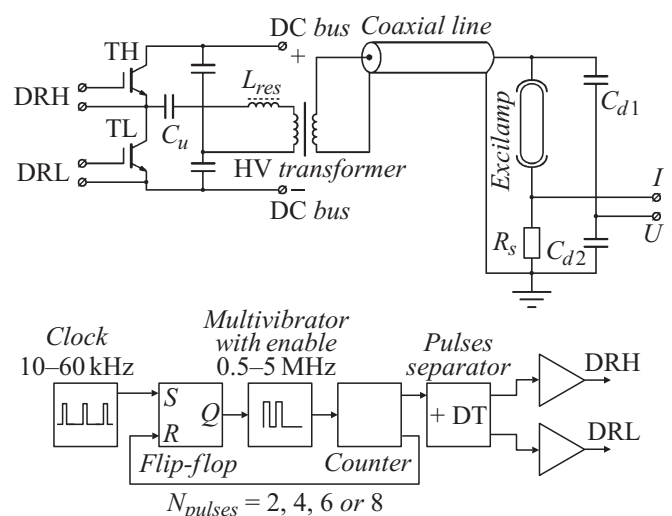 TH
DC bus
+
Coaxial line
DRH
L_res
C_u
TL
HV transformer
DRL
−
DC bus
Excilamp
C_d1
I
U
R_s
C_d2
Clock
10–60 kHz
Multivibrator
with enable
0.5–5 MHz
Pulses
separator
S
R
Q
+ DT
DRH
DRL
Flip-flop
Counter
N_pulses = 2, 4, 6 or 8